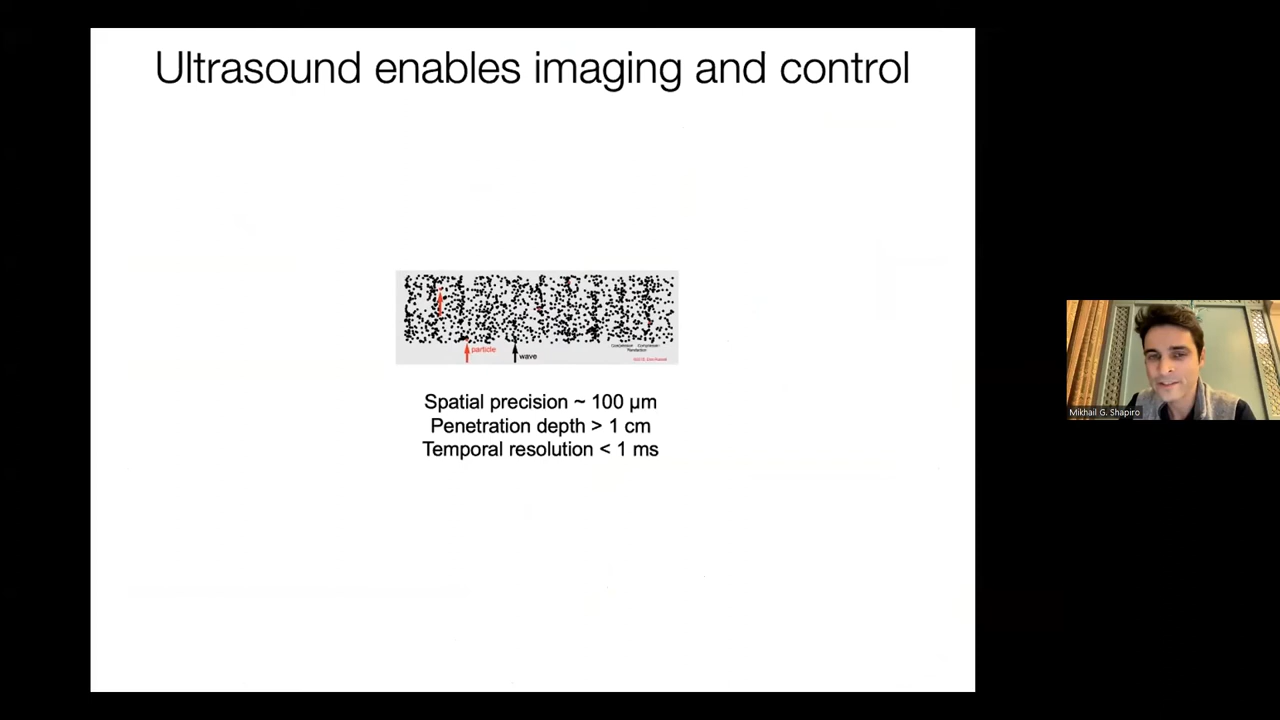 Ultrasound enables imaging and control
particle
wave
Spatial precision ~ 100 µm
Penetration depth > 1 cm
Temporal resolution < 1 ms
Mikhail G. Shapiro